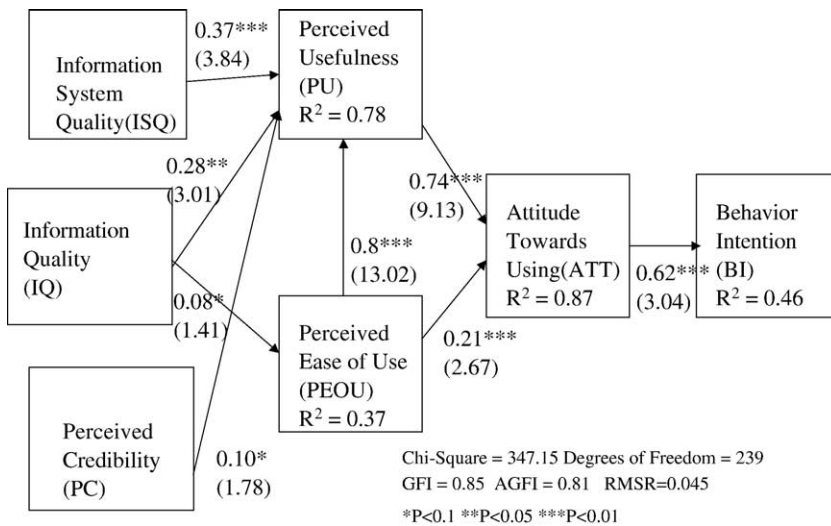 Information
System
Quality(ISQ)
0.37***
(3.84)
Perceived
Usefulness
(PU)
R² = 0.78
0.28**
(3.01)
Information
Quality
(IQ)
0.08*
(1.41)
0.8***
(13.02)
0.74***
(9.13)
Attitude
Towards
Using(ATT)
R² = 0.87
0.62***
(3.04)
Behavior
Intention
(BI)
R² = 0.46
Perceived
Ease of Use
(PEOU)
R² = 0.37
0.21***
(2.67)
Perceived
Credibility
(PC)
0.10*
(1.78)
Chi-Square = 347.15 Degrees of Freedom = 239
GFI = 0.85 AGFI = 0.81 RMSR=0.045
*P<0.1 **P<0.05 ***P<0.01